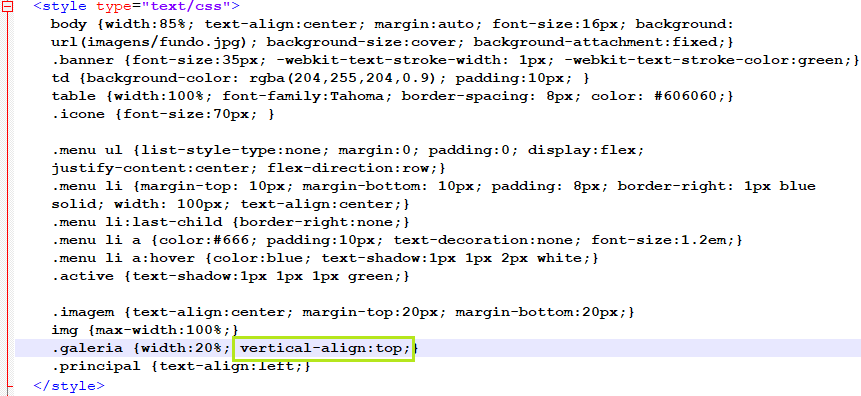 <style type="text/css">
body {width:85%; text-align:center; margin:auto; font-size:16px; background:
url(imagens/fundo.jpg); background-size:cover; background-attachment:fixed;}
.banner {font-size:35px; -webkit-text-stroke-width: 1px; -webkit-text-stroke-color:green;}
td {background-color: rgba(204,255,204,0.9); padding:10px; }
table {width:100%; font-family:Tahoma; border-spacing: 8px; color: #606060;}
.icone {font-size:70px; }
.menu ul {list-style-type:none; margin:0; padding:0; display:flex;
justify-content:center; flex-direction:row;}
.menu li {margin-top: 10px; margin-bottom: 10px; padding: 8px; border-right: 1px blue
solid; width: 100px; text-align:center;}
.menu li:last-child {border-right:none;}
.menu li a {color:#666; padding:10px; text-decoration:none; font-size:1.2em;}
.menu li a:hover {color:blue; text-shadow:1px 1px 2px white;}
.active {text-shadow:1px 1px 1px green;}
.imagem {text-align:center; margin-top:20px; margin-bottom:20px;}
img {max-width:100%;}
.galeria {width:20%; vertical-align:top;}
.principal {text-align:left;}
</style>